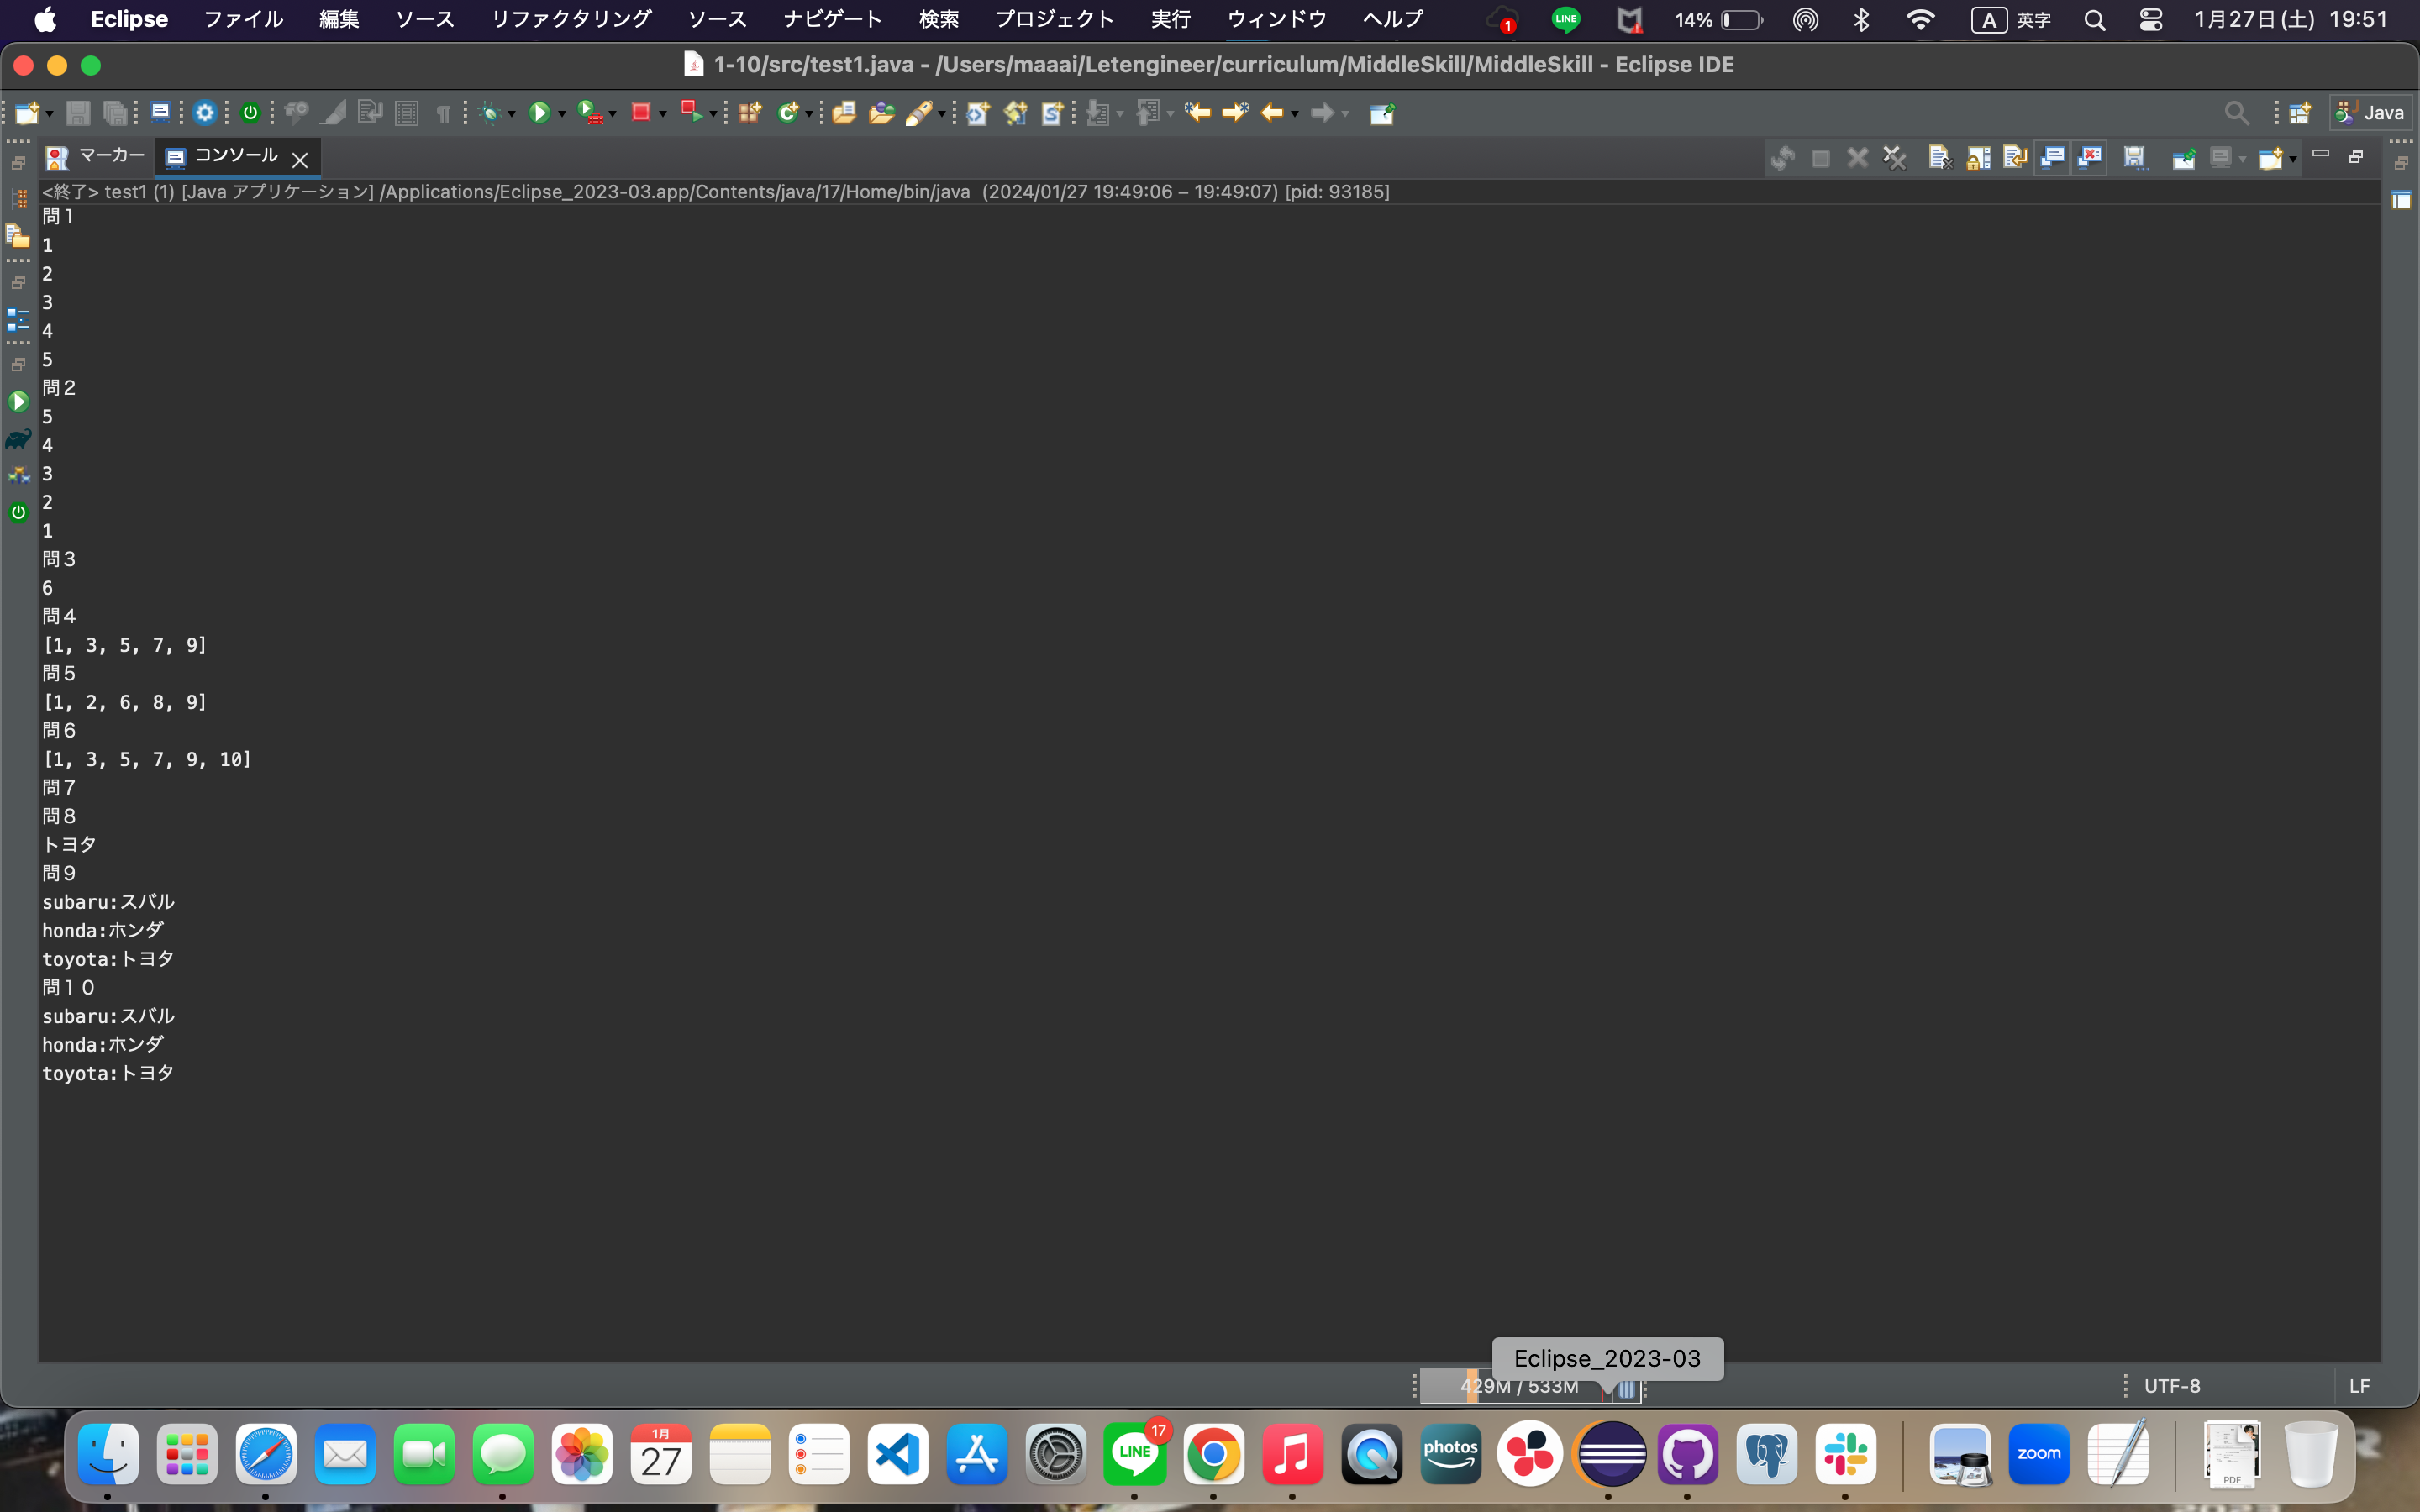 Eclipse ファイル 編集 ソース リファクタリング ソース ナビゲート 検索 プロジェクト 実行 ウィンドウ ヘルプ 1 LINE 14% A 英字 1月27日(土) 19:51
1-10/src/test1.java - /Users/maaai/Letengineer/curriculum/MiddleSkill/MiddleSkill - Eclipse IDE
Java
マーカー コンソール
<終了> test1 (1) [Java アプリケーション] /Applications/Eclipse_2023-03.app/Contents/java/17/Home/bin/java (2024/01/27 19:49:06 – 19:49:07) [pid: 93185]
問１
1
2
3
4
5
問２
5
4
3
2
1
問３
6
問４
[1, 3, 5, 7, 9]
問５
[1, 2, 6, 8, 9]
問６
[1, 3, 5, 7, 9, 10]
問７
問８
トヨタ
問９
subaru:スバル
honda:ホンダ
toyota:トヨタ
問１０
subaru:スバル
honda:ホンダ
toyota:トヨタ
Eclipse_2023-03
429M / 533M UTF-8 LF
1月
27
LINE 17
photos
zoom
PDF